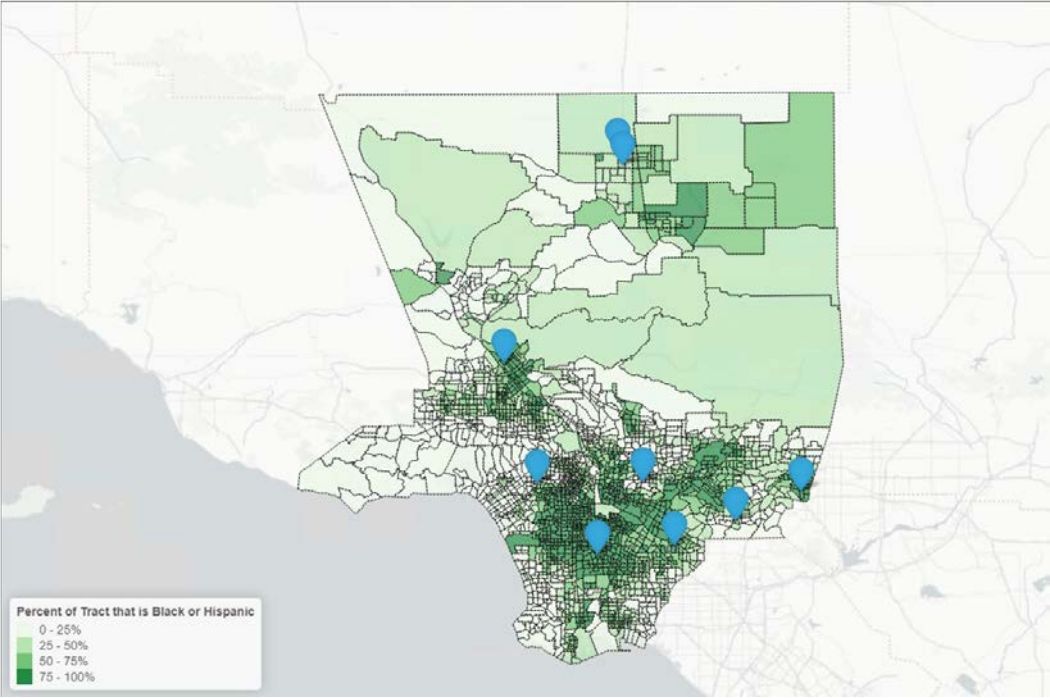 Percent of Tract that is Black or Hispanic
0 - 25%
25 - 50%
50 - 75%
75 - 100%